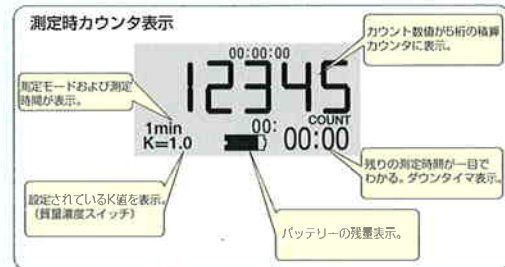 測定時カウンタ表示
カウント数値が5桁の積算
カウンタに表示。
00:00:00
12345
COUNT
測定モードおよび測定
時間が表示。
1min
K=1.0
00:
00:00
残りの測定時間が一目で
わかる。ダウンタイマ表示。
設定されているK値を表示。
(質量濃度スイッチ)
バッテリーの残量表示。